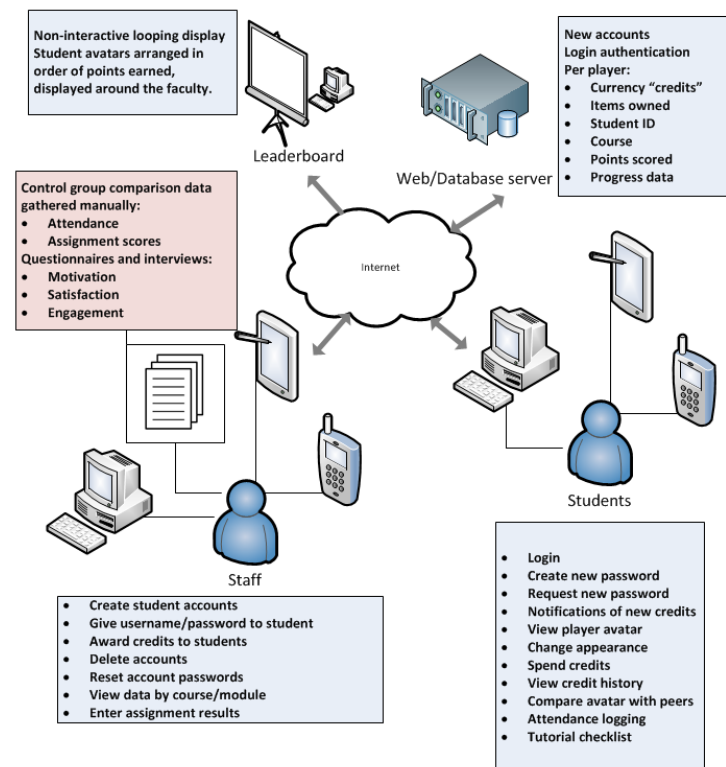 Non-interactive looping display
Student avatars arranged in
order of points earned,
displayed around the faculty.
Leaderboard
New accounts
Login authentication
Per player:
• Currency “credits”
• Items owned
• Student ID
• Course
• Points scored
• Progress data
Web/Database server
Control group comparison data
gathered manually:
• Attendance
• Assignment scores
Questionnaires and interviews:
• Motivation
• Satisfaction
• Engagement
Internet
Students
Staff
• Create student accounts
• Give username/password to student
• Award credits to students
• Delete accounts
• Reset account passwords
• View data by course/module
• Enter assignment results
• Login
• Create new password
• Request new password
• Notifications of new credits
• View player avatar
• Change appearance
• Spend credits
• View credit history
• Compare avatar with peers
• Attendance logging
• Tutorial checklist